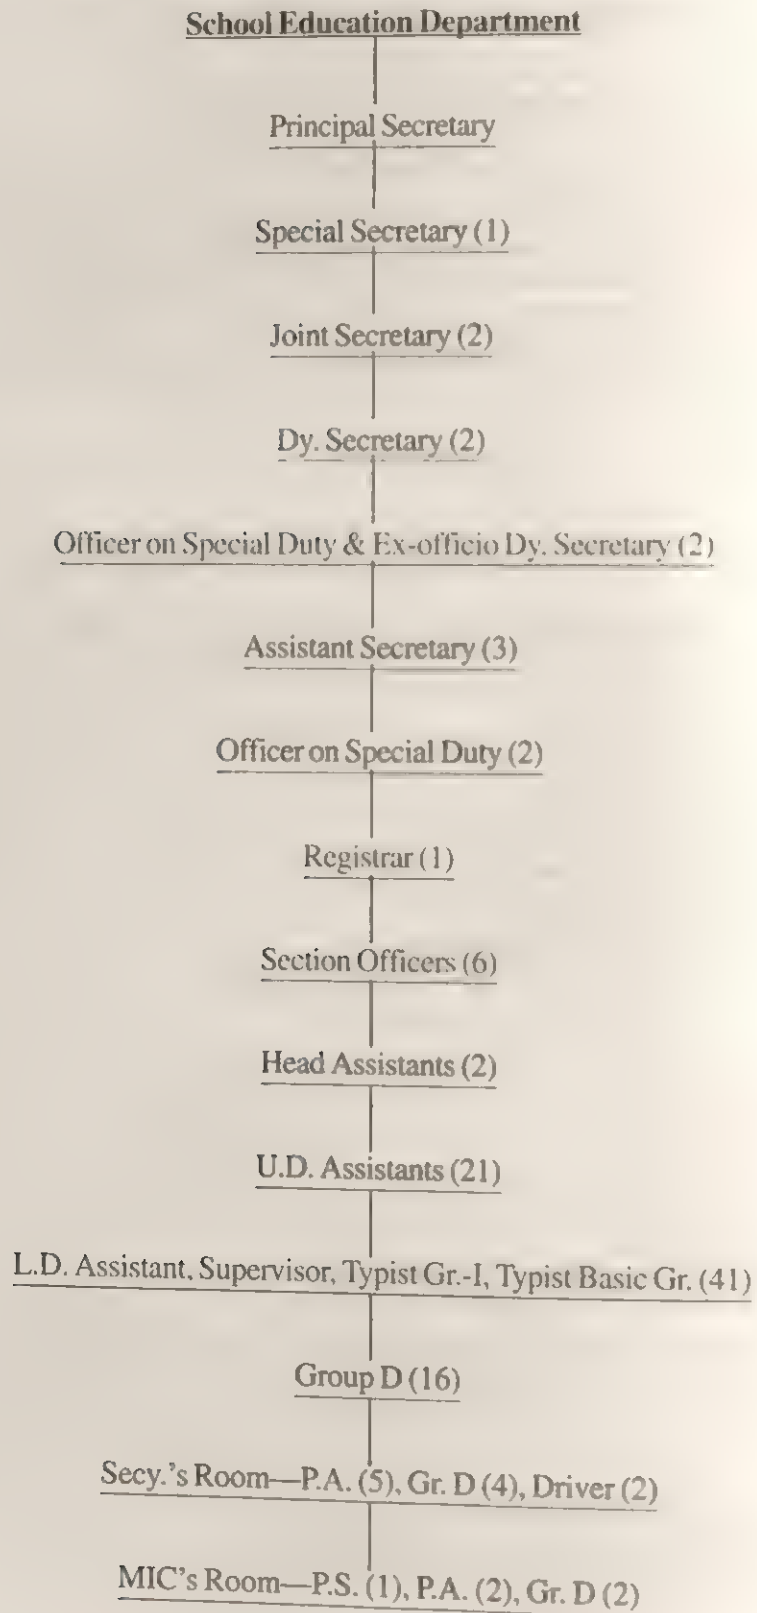 School Education Department
Principal Secretary
Special Secretary (1)
Joint Secretary (2)
Dy. Secretary (2)
Officer on Special Duty & Ex-officio Dy. Secretary (2)
Assistant Secretary (3)
Officer on Special Duty (2)
Registrar (1)
Section Officers (6)
Head Assistants (2)
U.D. Assistants (21)
L.D. Assistant, Supervisor, Typist Gr.-I, Typist Basic Gr. (41)
Group D (16)
Secy.'s Room—P.A. (5), Gr. D (4), Driver (2)
MIC's Room—P.S. (1), P.A. (2), Gr. D (2)